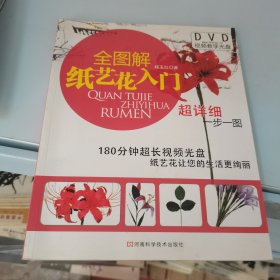 DVD
视频教学光盘
全图解
纸艺花入门
QUAN TUJIE
ZHIYIHUA
RUMEN
超详细
一步一图
180分钟超长视频光盘
纸艺花让您的生活更绚丽
河南科学技术出版社